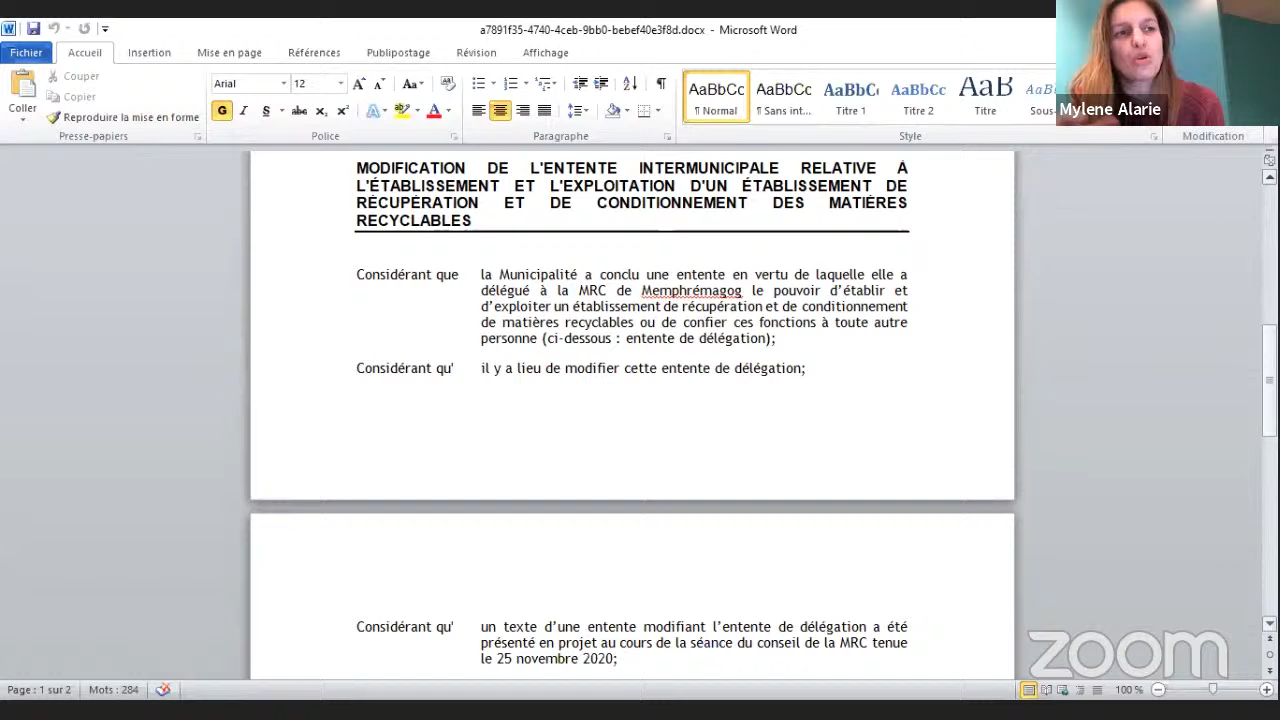 a7891f35-4740-4ceb-9bb0-bebef40e3f8d.docx - Microsoft Word
Fichier Accueil Insertion Mise en page Références Publipostage Révision Affichage
Coller
Couper
Copier
Reproduire la mise en forme
Presse-papiers
Arial 12
G I S abc x₂ x² A A
Police
Paragraphe
AaBbCc AaBbCc AaBbC AaBbCc AaB AaBb
¶ Normal ¶ Sans int... Titre 1 Titre 2 Titre Sous-
Style
Modification
Mylene Alarie
MODIFICATION DE L'ENTENTE INTERMUNICIPALE RELATIVE À
L'ÉTABLISSEMENT ET L'EXPLOITATION D'UN ÉTABLISSEMENT DE
RÉCUPÉRATION ET DE CONDITIONNEMENT DES MATIÈRES
RECYCLABLES
Considérant que la Municipalité a conclu une entente en vertu de laquelle elle a
délégué à la MRC de Memphrémagog le pouvoir d’établir et
d’exploiter un établissement de récupération et de conditionnement
de matières recyclables ou de confier ces fonctions à toute autre
personne (ci-dessous : entente de délégation);
Considérant qu' il y a lieu de modifier cette entente de délégation;
Considérant qu' un texte d’une entente modifiant l’entente de délégation a été
présenté en projet au cours de la séance du conseil de la MRC tenue
le 25 novembre 2020;
zoom
Page : 1 sur 2 Mots : 284 100 %